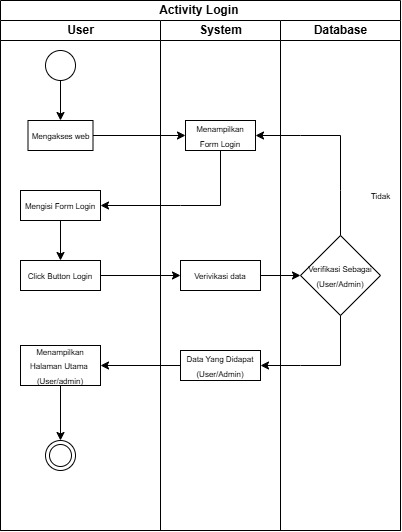 Activity Login
User
System
Database
Mengakses web
Menampilkan
Form Login
Tidak
Mengisi Form Login
Click Button Login
Verivikasi data
Verifikasi Sebagai
(User/Admin)
Menampilkan
Halaman Utama
(User/admin)
Data Yang Didapat
(User/Admin)